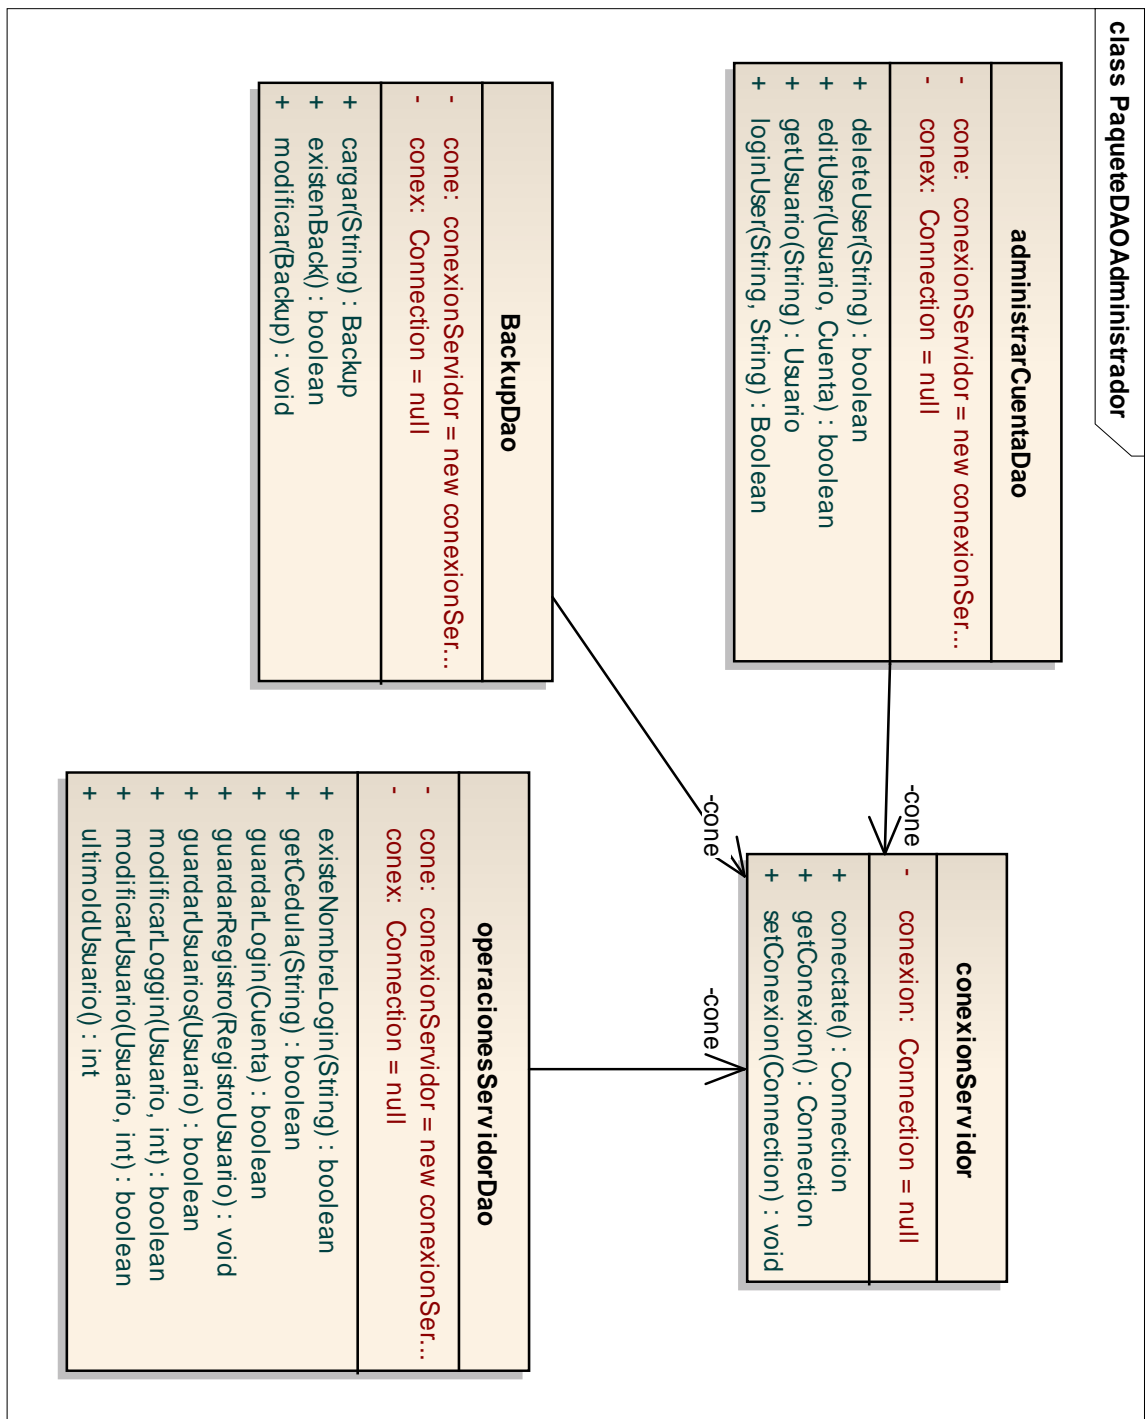 class PaqueteDAOAdministrador
administrarCuentaDao
- cone: conexionServidor = new conexionSer...
- conex: Connection = null
+ deleteUser(String) : boolean
+ editUser(Usuario, Cuenta) : boolean
+ getUsuario(String) : Usuario
+ loginUser(String, String) : Boolean
-cone
conexionServidor
- conexion: Connection = null
+ conectate() : Connection
+ getConexion() : Connection
+ setConexion(Connection) : void
BackupDao
- cone: conexionServidor = new conexionSer...
- conex: Connection = null
+ cargar(String) : Backup
+ existenBack() : boolean
+ modificar(Backup) : void
-cone
-cone
operacionesServidorDao
- cone: conexionServidor = new conexionSer...
- conex: Connection = null
+ existeNombreLogin(String) : boolean
+ getCedula(String) : boolean
+ guardarLogin(Cuenta) : boolean
+ guardarRegistro(RegistroUsuario) : void
+ guardarUsuarios(Usuario) : boolean
+ modificarLoggin(Usuario, int) : boolean
+ modificarUsuario(Usuario, int) : boolean
+ ultimoIdUsuario() : int